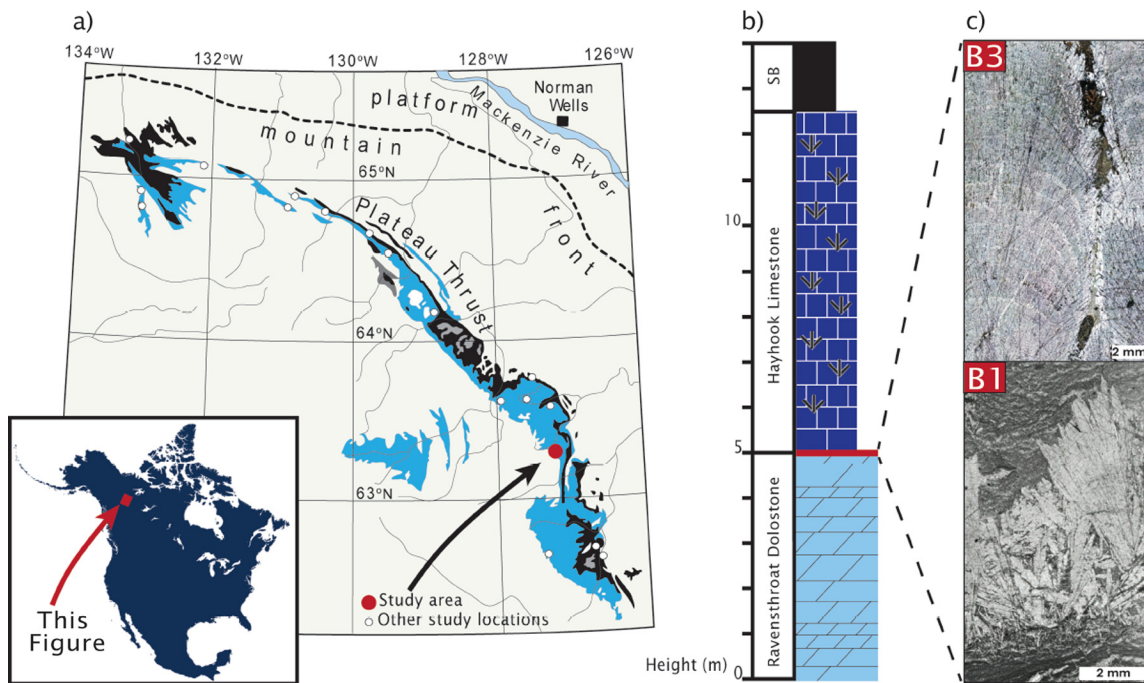 a)
134°W
132°W
130°W
128°W
126°W
platform
mountain
front
Mackenzie River
Norman
Wells
65°N
Plateau Thrust
64°N
63°N
Study area
Other study locations
This
Figure
b)
SB
Hayhook Limestone
Ravensthroat Dolostone
10
5
0
Height (m)
c)
B3
2 mm
B1
2 mm